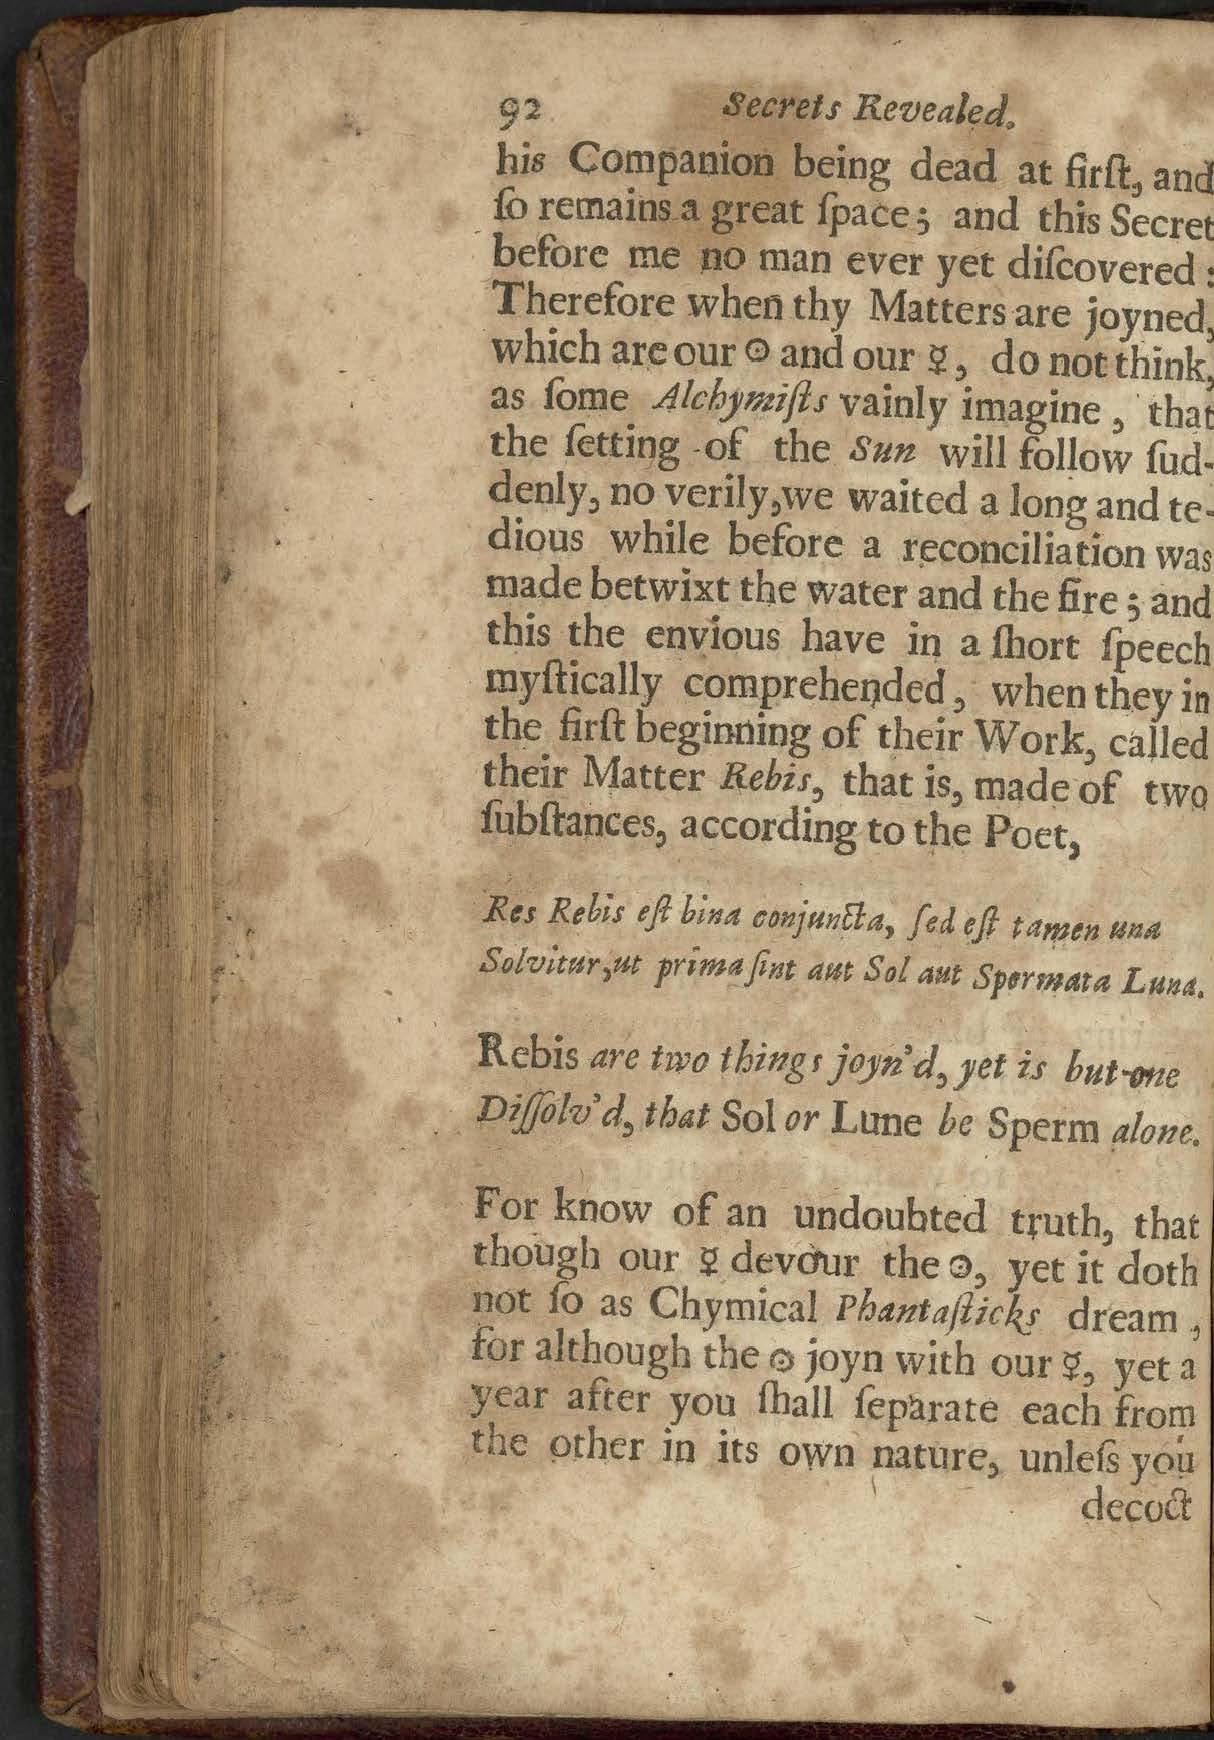 92 Secrets Revealed.
his Companion being dead at firſt, and
ſo remains a great ſpace; and this Secret
before me no man ever yet diſcovered:
Therefore when thy Matters are joyned,
which are our ☉ and our ☿, do not think,
as ſome Alchymiſts vainly imagine, that
the ſetting of the Sun will follow ſud-
denly, no verily, we waited a long and te-
dious while before a reconciliation was
made betwixt the water and the fire; and
this the envious have in a ſhort ſpeech
myſtically comprehended, when they in
the firſt beginning of their Work, called
their Matter Rebis, that is, made of two
ſubſtances, according to the Poet,
Res Rebis eſt bina conjuncta, ſed eſt tamen una
Solvitur, ut prima ſint aut Sol aut Spermata Luna.
Rebis are two things joyn'd, yet is but one
Diſſolv'd, that Sol or Lune be Sperm alone.
For know of an undoubted truth, that
though our ☿ devour the ☉, yet it doth
not ſo as Chymical Phantaſticks dream,
for although the ☉ joyn with our ☿, yet a
year after you ſhall ſeparate each from
the other in its own nature, unleſs you
decoct